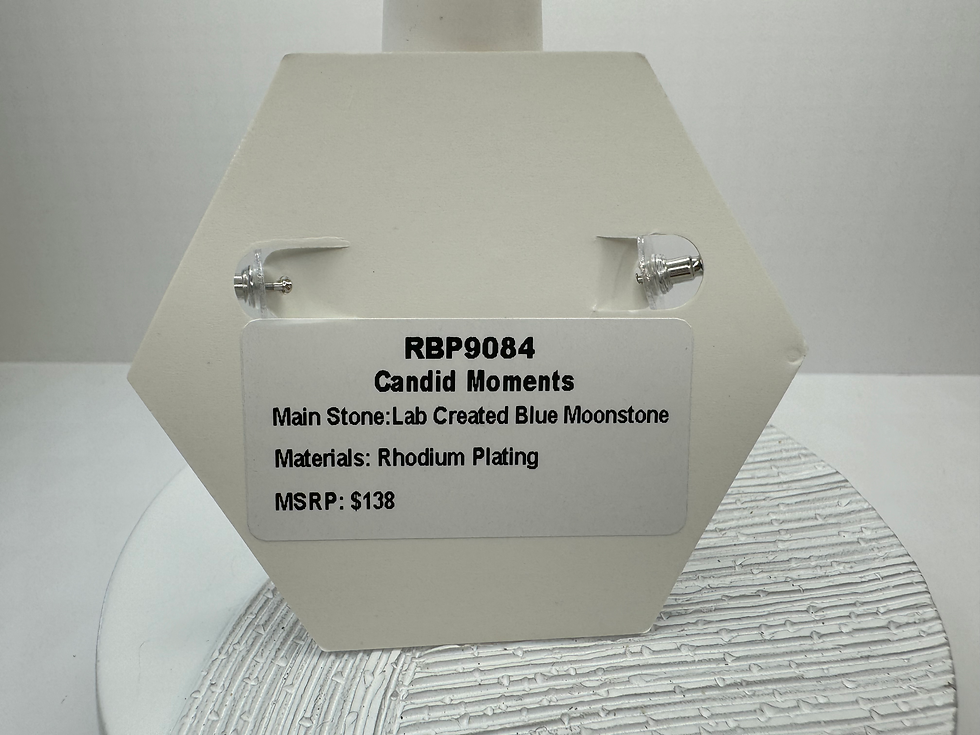 RBP9084
Candid Moments
Main Stone:Lab Created Blue Moonstone
Materials: Rhodium Plating
MSRP: $138